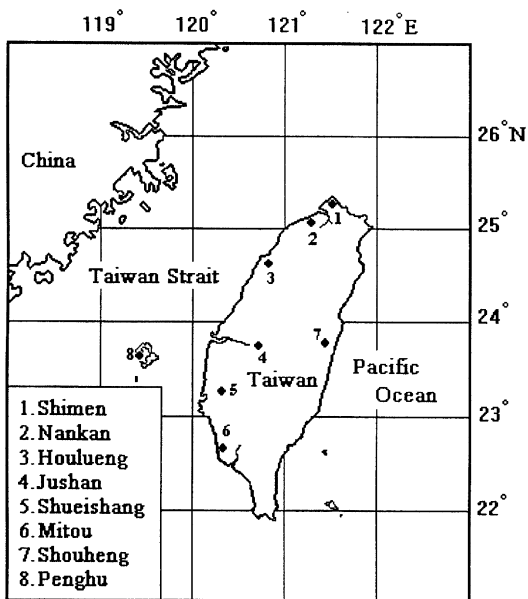 119° 120° 121° 122°E
26°N
China
1
25°
2
3
Taiwan Strait
24°
8 4 7
Pacific
Taiwan
Ocean
5
23°
6
22°
1.Shimen
2.Nankan
3.Houlueng
4.Jushan
5.Shueishang
6.Mitou
7.Shouheng
8.Penghu